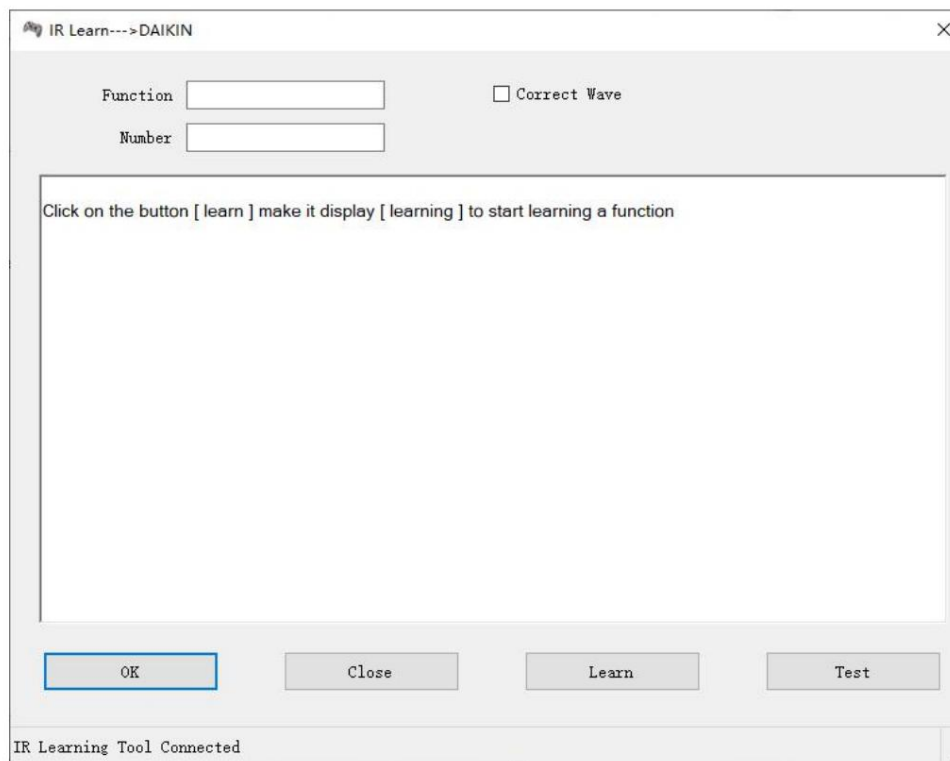 IR Learn--->DAIKIN
Function
Correct Wave
Number
Click on the button [ learn ] make it display [ learning ] to start learning a function
OK
Close
Learn
Test
IR Learning Tool Connected